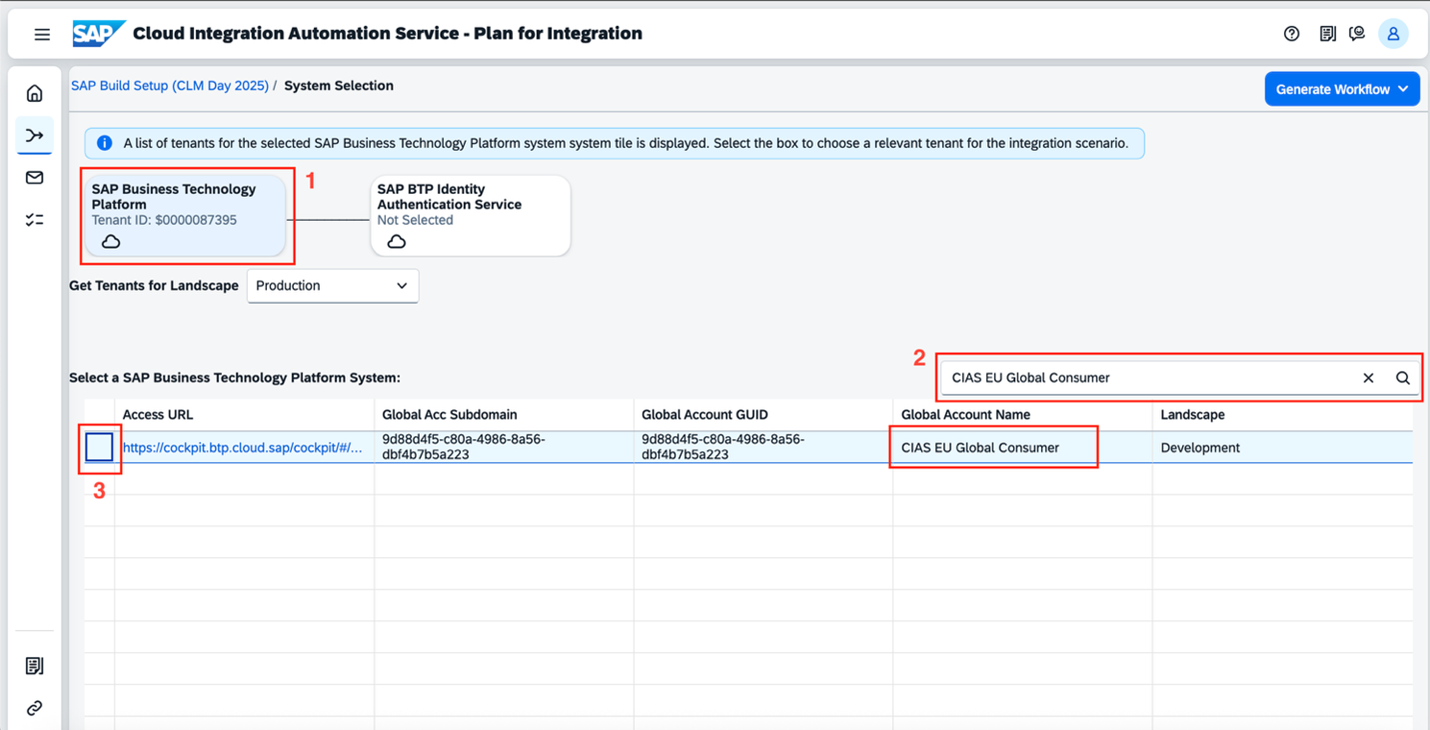 SAP Cloud Integration Automation Service - Plan for Integration
SAP Build Setup (CLM Day 2025) / System Selection
Generate Workflow
A list of tenants for the selected SAP Business Technology Platform system system tile is displayed. Select the box to choose a relevant tenant for the integration scenario.
SAP Business Technology
Platform
Tenant ID: $0000087395
1
SAP BTP Identity
Authentication Service
Not Selected
Get Tenants for Landscape Production
2
Select a SAP Business Technology Platform System: CIAS EU Global Consumer
Access URL Global Acc Subdomain Global Account GUID Global Account Name Landscape
https://cockpit.btp.cloud.sap/cockpit/#/... 9d88d4f5-c80a-4986-8a56- 9d88d4f5-c80a-4986-8a56- CIAS EU Global Consumer Development
dbf4b7b5a223 dbf4b7b5a223
3